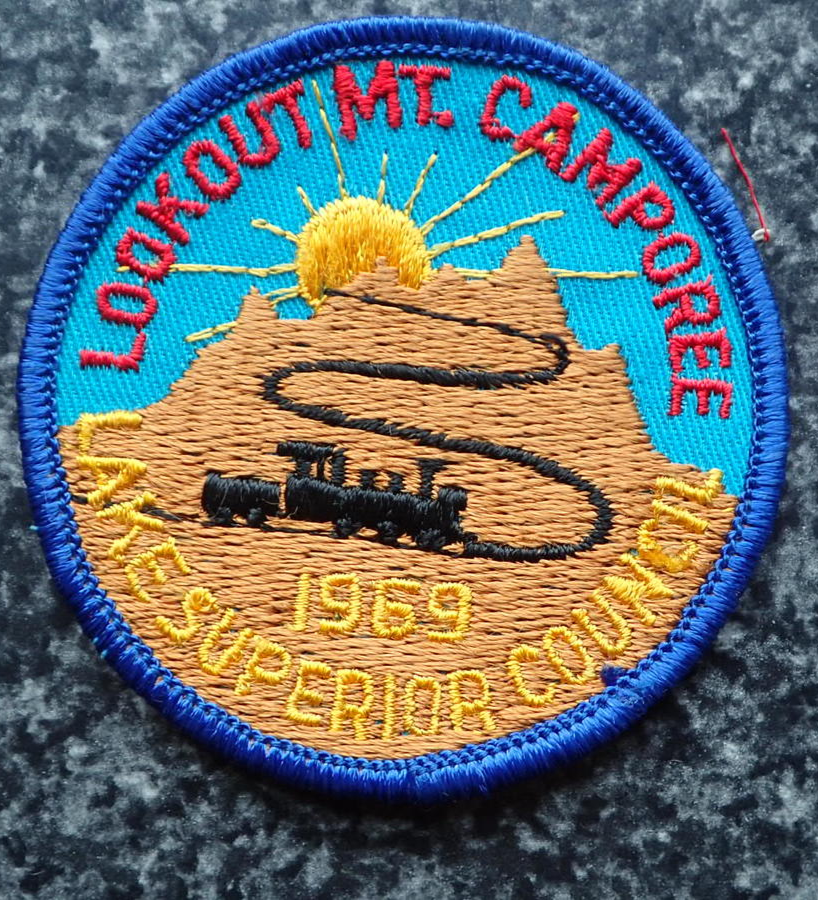 LOOKOUT MT. CAMPOREE
1969
LAKE SUPERIOR COUNCIL